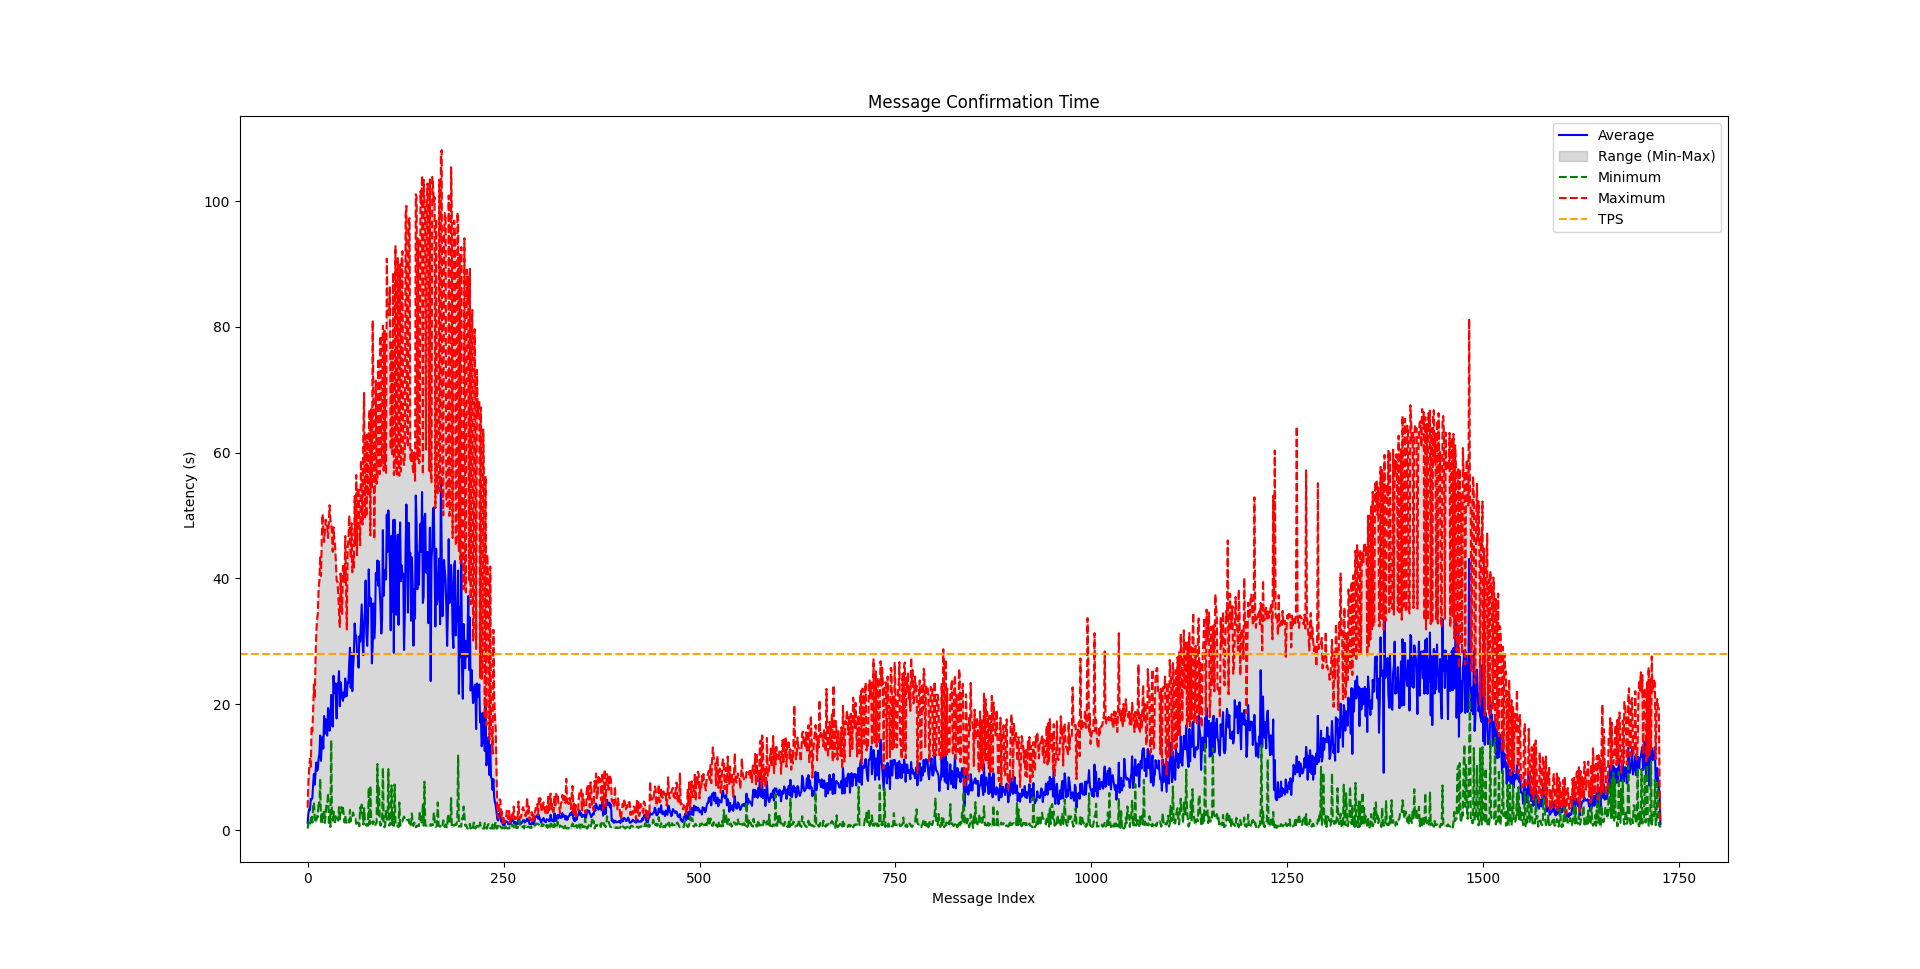 Message Confirmation Time
Average
Range (Min-Max)
Minimum
Maximum
TPS
Latency (s)
100
80
60
40
20
0
0 250 500 750 1000 1250 1500 1750
Message Index